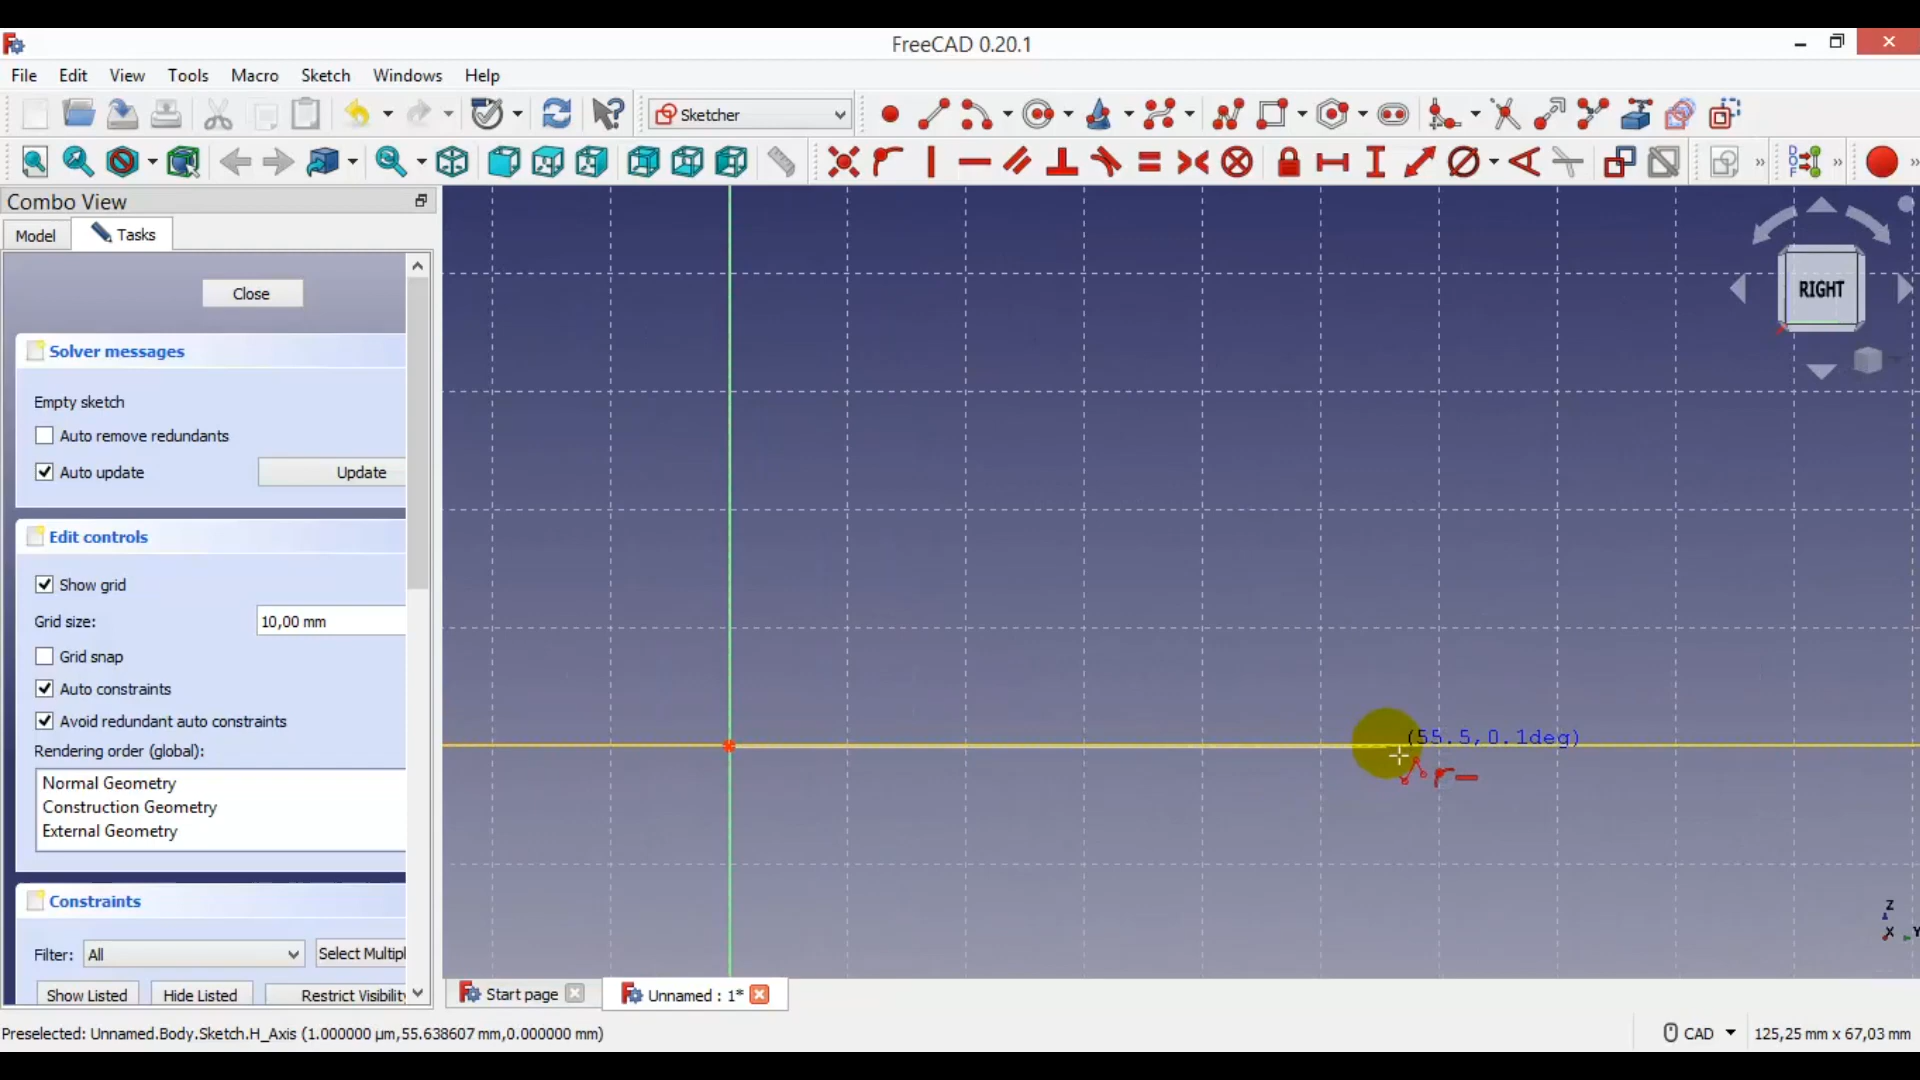 FreeCAD 0.20.1
File Edit View Tools Macro Sketch Windows Help
Sketcher
Combo View
Model Tasks
Close
Solver messages
Empty sketch
Auto remove redundants
Auto update Update
Edit controls
Show grid
Grid size: 10,00 mm
Grid snap
Auto constraints
Avoid redundant auto constraints
Rendering order (global):
Normal Geometry
Construction Geometry
External Geometry
Constraints
Filter: All Select Multipl
Show Listed Hide Listed Restrict Visibility
RIGHT
(55.5,0.1deg)
Z
X Y
Start page Unnamed : 1*
Preselected: Unnamed.Body.Sketch.H_Axis (1.000000 µm,55.638607 mm,0.000000 mm)
CAD 125,25 mm x 67,03 mm